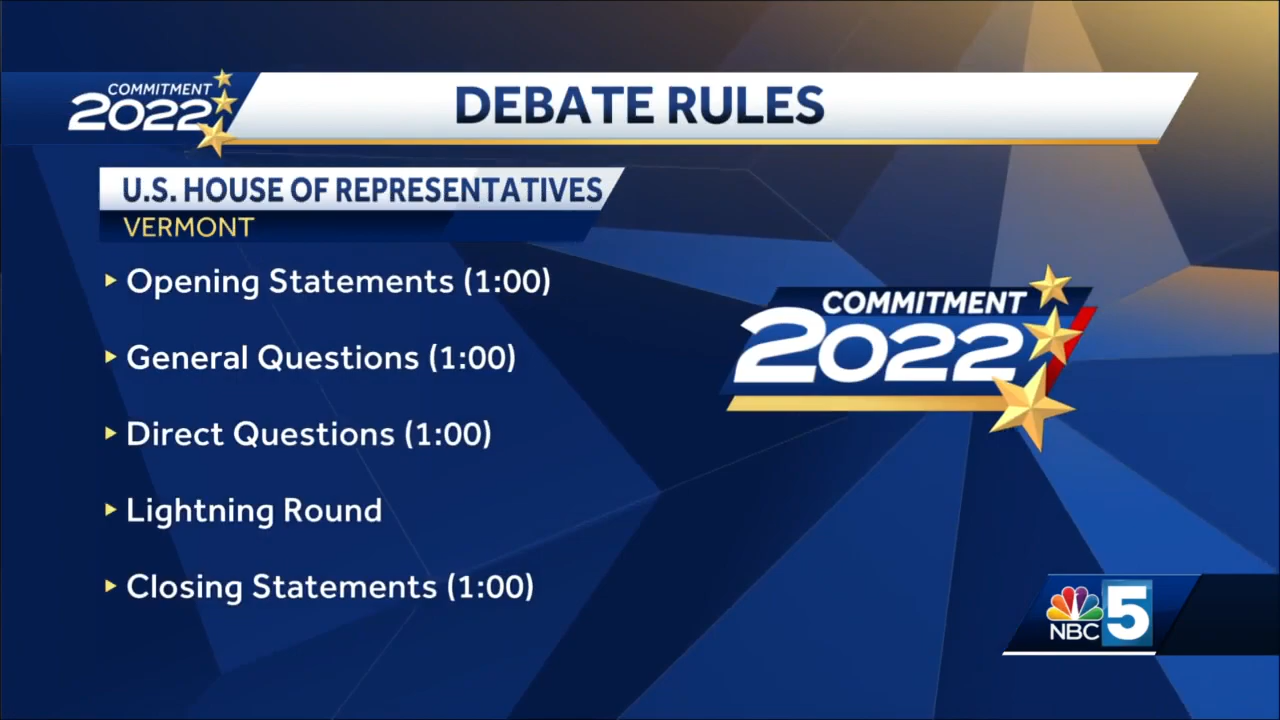 COMMITMENT
2022
DEBATE RULES
U.S. HOUSE OF REPRESENTATIVES
VERMONT
Opening Statements (1:00)
General Questions (1:00)
Direct Questions (1:00)
Lightning Round
Closing Statements (1:00)
COMMITMENT
2022
NBC 5